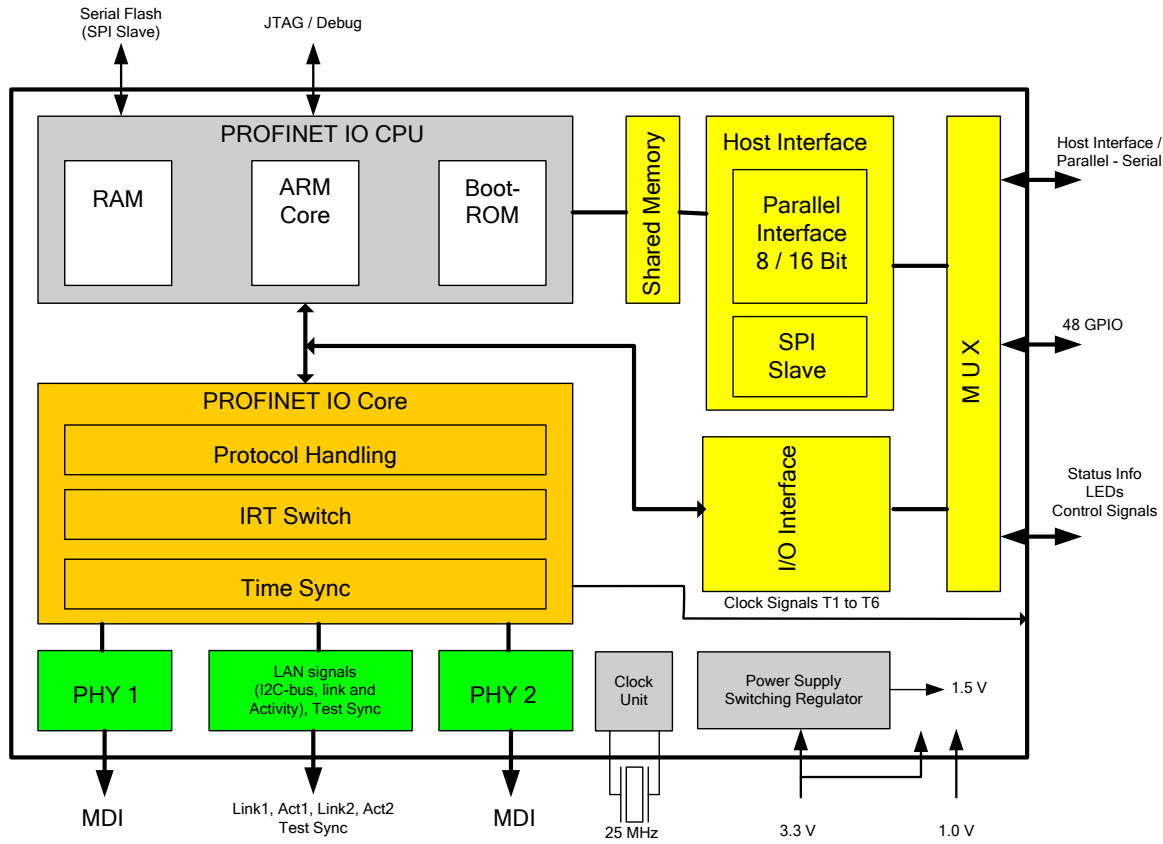 Serial Flash
(SPI Slave)
JTAG / Debug
PROFINET IO CPU
RAM
ARM
Core
Boot-
ROM
Shared Memory
Host Interface
Parallel
Interface
8 / 16 Bit
SPI
Slave
M U X
Host Interface /
Parallel - Serial
48 GPIO
Status Info
LEDs
Control Signals
PROFINET IO Core
Protocol Handling
IRT Switch
Time Sync
I/O Interface
Clock Signals T1 to T6
PHY 1
LAN signals
(I2C-bus, link and
Activity), Test Sync
PHY 2
Clock
Unit
Power Supply
Switching Regulator
1.5 V
MDI
Link1, Act1, Link2, Act2
Test Sync
MDI
25 MHz
3.3 V
1.0 V